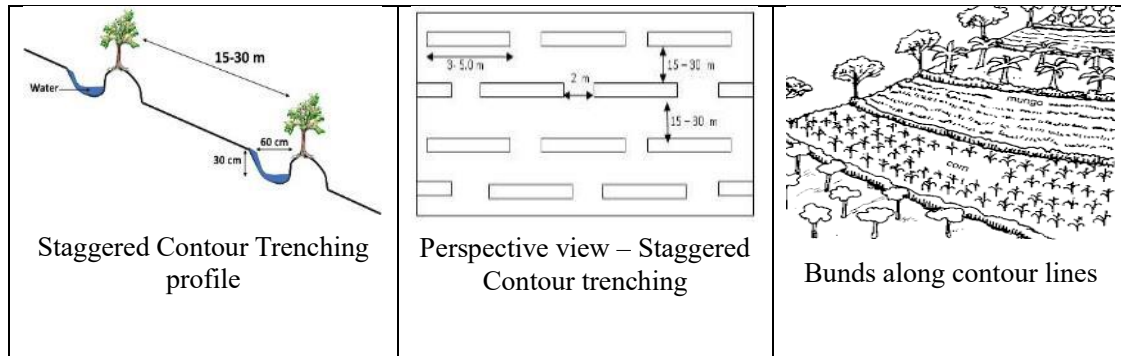 15-30 m
Water
60 cm
30 cm
Staggered Contour Trenching
profile
3- 5.0 m
15 – 30 m
2 m
15 – 30 m
Perspective view – Staggered
Contour trenching
mungo
corn
Bunds along contour lines